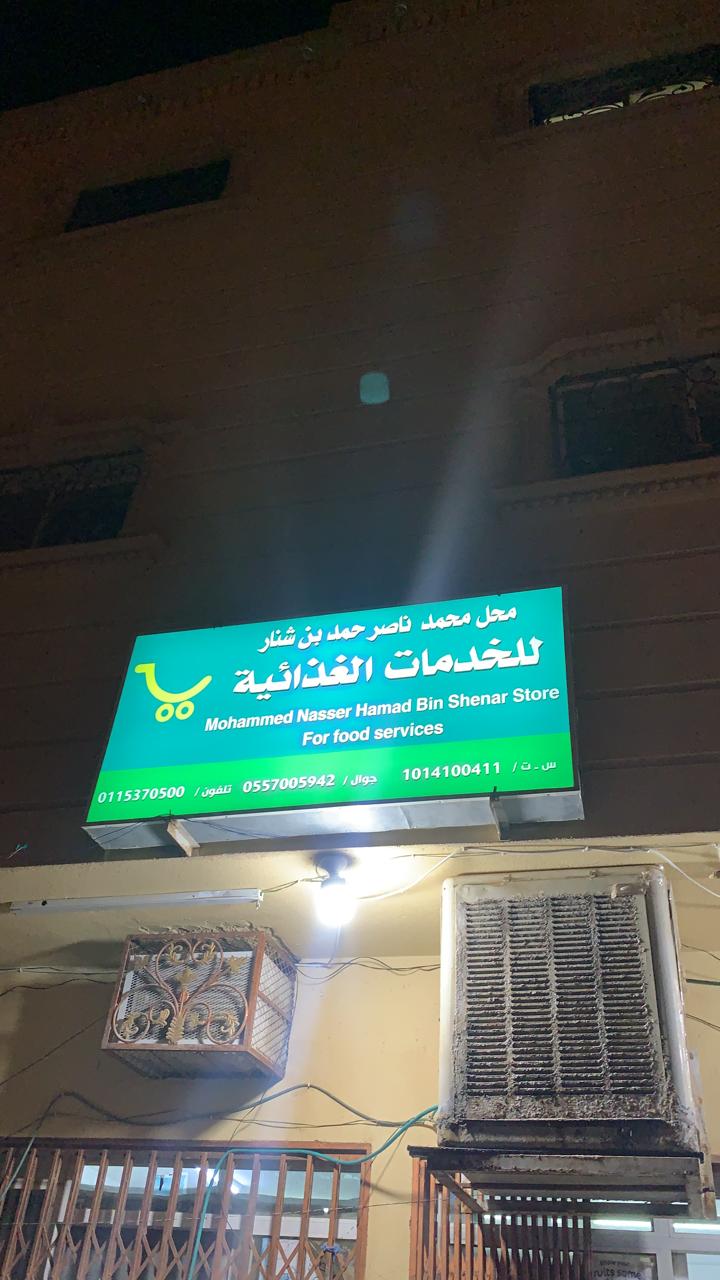 محل محمد ناصر حمد بن شنار
للخدمات الغذائية
Mohammed Nasser Hamad Bin Shenar Store
For food services
س ـ ت / 1014100411 جوال / 0557005942 تلفون / 0115370500